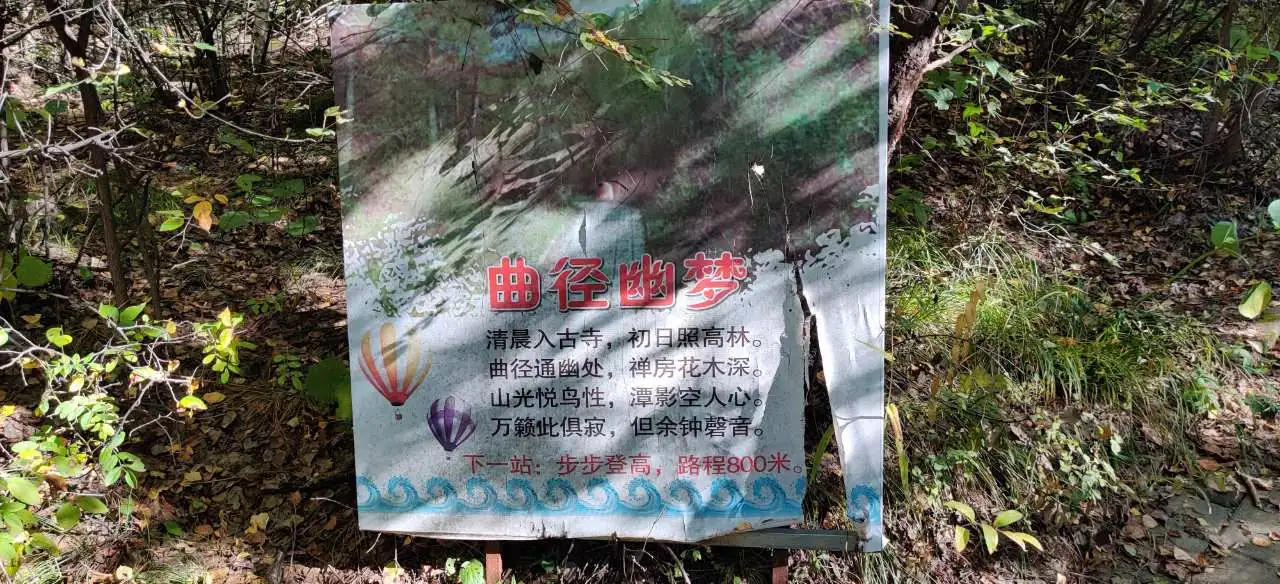 曲径幽梦
清晨入古寺，初日照高林。
曲径通幽处，禅房花木深。
山光悦鸟性，潭影空人心。
万籁此俱寂，但余钟磬音。
下一站：步步登高，路程800米。